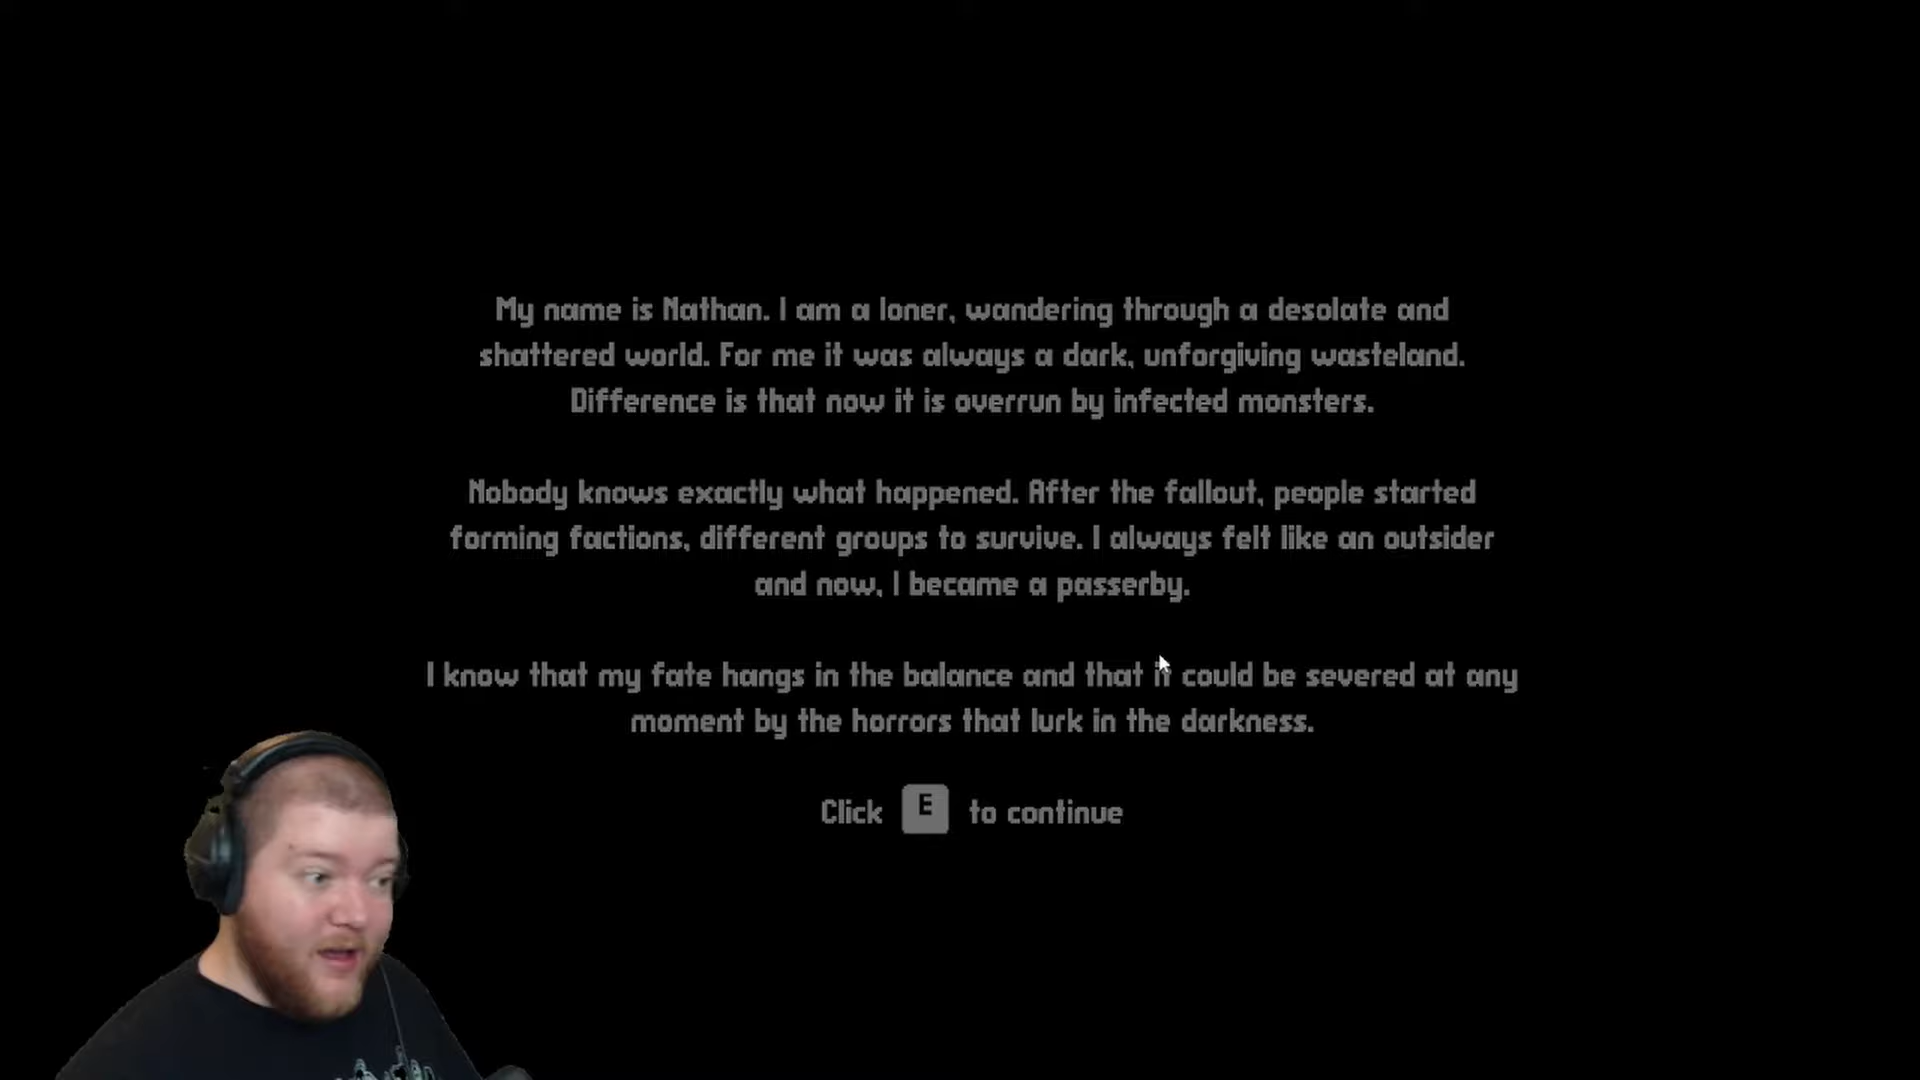 My name is Nathan. I am a loner, wandering through a desolate and
shattered world. For me it was always a dark, unforgiving wasteland.
Difference is that now it is overrun by infected monsters.
Nobody knows exactly what happened. After the fallout, people started
forming factions, different groups to survive. I always felt like an outsider
and now, I became a passerby.
I know that my fate hangs in the balance and that it could be severed at any
moment by the horrors that lurk in the darkness.
Click E to continue